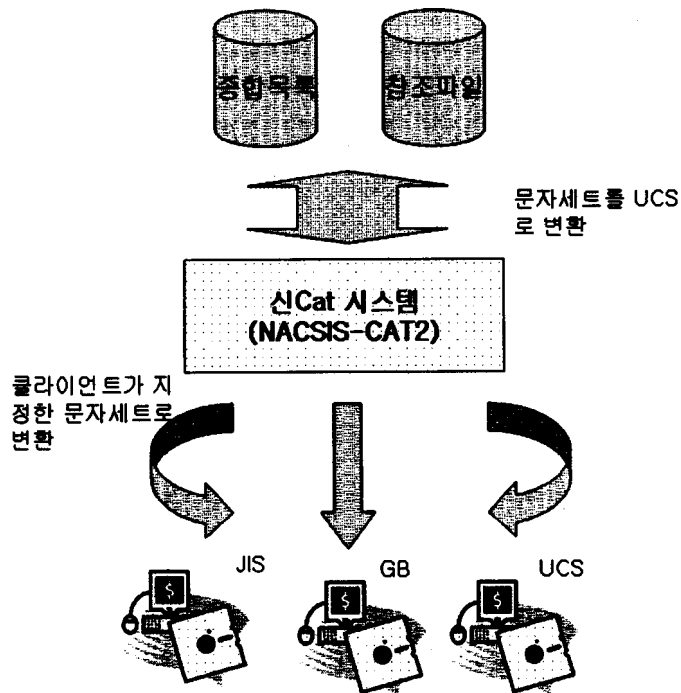 종합목록
참조파일
문자세트를 UCS
로 변환
신Cat 시스템
(NACSIS-CAT2)
클라이언트가 지
정한 문자세트로
변환
JIS
GB
UCS
$
$
$